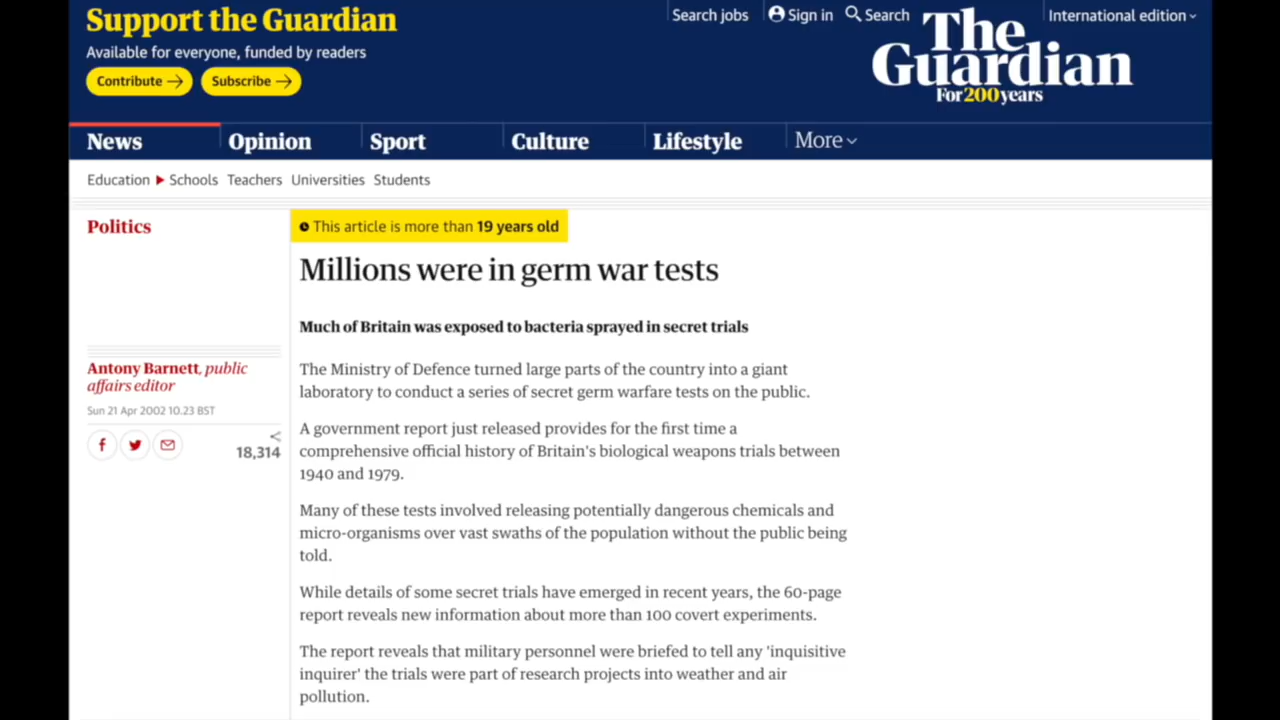 Support the Guardian
Available for everyone, funded by readers
Contribute → Subscribe →
Search jobs Sign in Search International edition
The
Guardian
For 200 years
News Opinion Sport Culture Lifestyle More
Education Schools Teachers Universities Students
Politics
This article is more than 19 years old
Millions were in germ war tests
Much of Britain was exposed to bacteria sprayed in secret trials
Antony Barnett, public
affairs editor
Sun 21 Apr 2002 10.23 BST
18,314
The Ministry of Defence turned large parts of the country into a giant
laboratory to conduct a series of secret germ warfare tests on the public.
A government report just released provides for the first time a
comprehensive official history of Britain's biological weapons trials between
1940 and 1979.
Many of these tests involved releasing potentially dangerous chemicals and
micro-organisms over vast swaths of the population without the public being
told.
While details of some secret trials have emerged in recent years, the 60-page
report reveals new information about more than 100 covert experiments.
The report reveals that military personnel were briefed to tell any 'inquisitive
inquirer' the trials were part of research projects into weather and air
pollution.